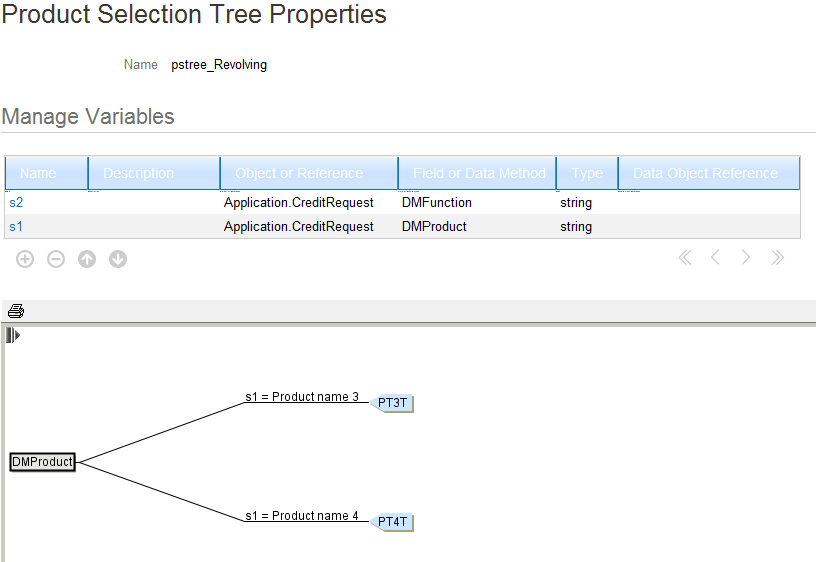 Product Selection Tree Properties
Name pstree_Revolving
Manage Variables
Name Description Object or Reference Field or Data Method Type Data Object Reference
s2 Application.CreditRequest DMFunction string
s1 Application.CreditRequest DMProduct string
s1 = Product name 3 PT3T
DMProduct
s1 = Product name 4 PT4T